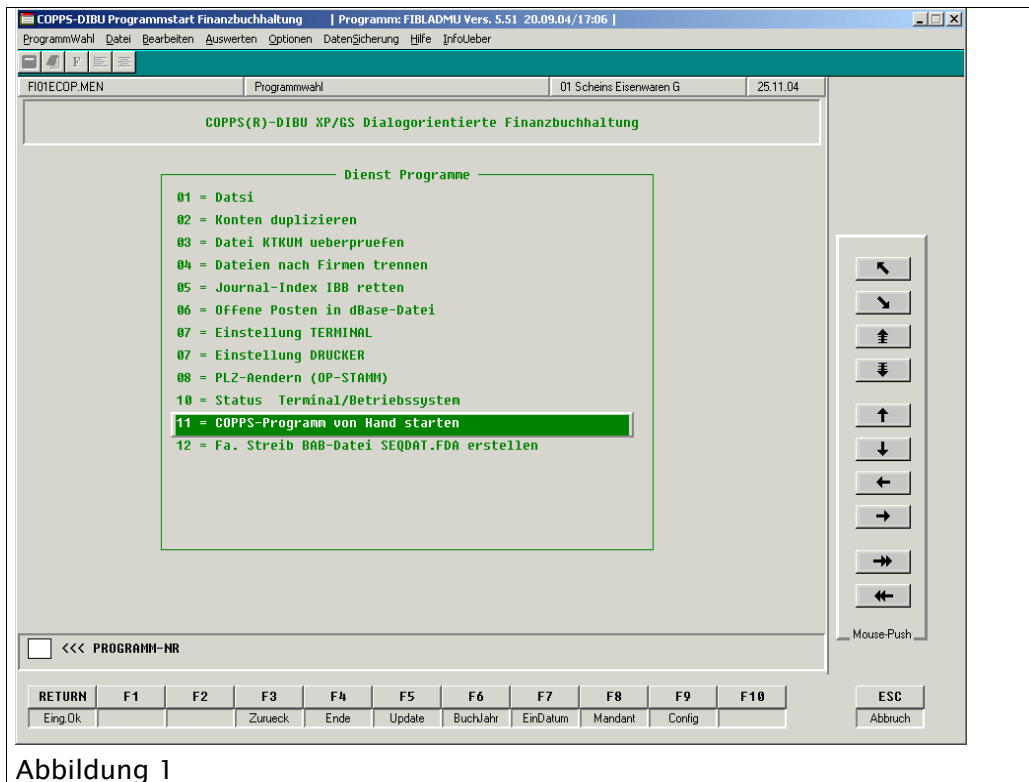 COPPS-DIBU Programmstart Finanzbuchhaltung | Programm: FIBLADMU Vers. 5.51 20.09.04/17:06 |
ProgrammWahl Datei Bearbeiten Auswerten Optionen DatenSicherung Hilfe InfoUeber
F
FI01ECOP.MEN Programmwahl 01 Scheins Eisenwaren G 25.11.04
COPPS(R)-DIBU XP/GS Dialogorientierte Finanzbuchhaltung
Dienst Programme
01 = Datsi
02 = Konten duplizieren
03 = Datei KTKUM ueberpruefen
04 = Dateien nach Firmen trennen
05 = Journal-Index IBB retten
06 = Offene Posten in dBase-Datei
07 = Einstellung TERMINAL
07 = Einstellung DRUCKER
08 = PLZ-Aendern (OP-STAMM)
10 = Status Terminal/Betriebssystem
11 = COPPS-Programm von Hand starten
12 = Fa. Streib BAB-Datei SEQDAT.FDA erstellen
Mouse-Push
<<< PROGRAMM-NR
RETURN F1 F2 F3 F4 F5 F6 F7 F8 F9 F10 ESC
Eing.Ok Zurueck Ende Update BuchJahr EinDatum Mandant Config Abbruch
Abbildung 1